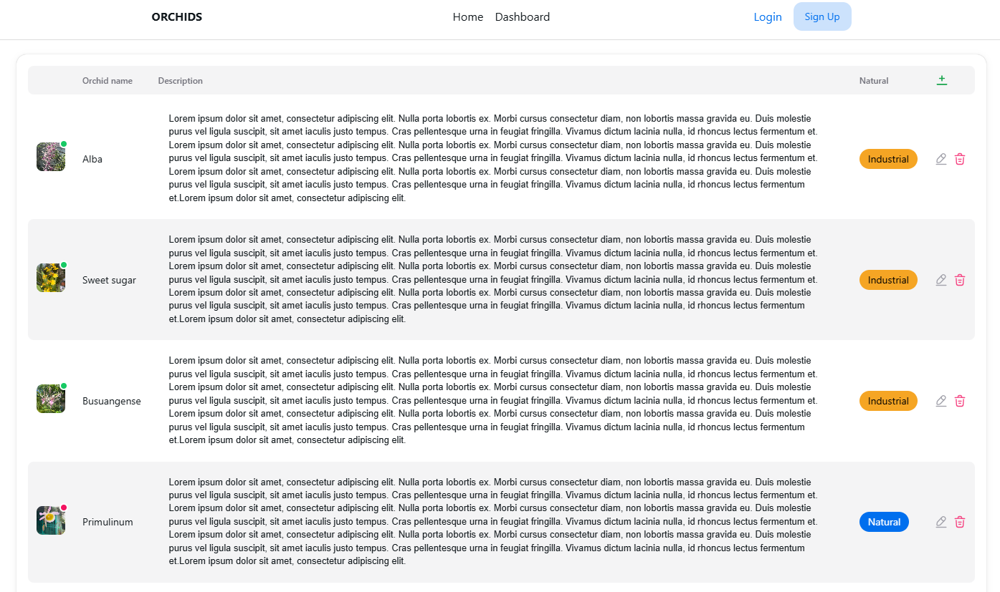 ORCHIDS Home Dashboard Login Sign Up
Orchid name Description Natural
Lorem ipsum dolor sit amet, consectetur adipiscing elit. Nulla porta lobortis ex. Morbi cursus consectetur diam, non lobortis massa gravida eu. Duis molestie
purus vel ligula suscipit, sit amet iaculis justo tempus. Cras pellentesque urna in feugiat fringilla. Vivamus dictum lacinia nulla, id rhoncus lectus fermentum et.
Lorem ipsum dolor sit amet, consectetur adipiscing elit. Nulla porta lobortis ex. Morbi cursus consectetur diam, non lobortis massa gravida eu. Duis molestie
Alba purus vel ligula suscipit, sit amet iaculis justo tempus. Cras pellentesque urna in feugiat fringilla. Vivamus dictum lacinia nulla, id rhoncus lectus fermentum et. Industrial
Lorem ipsum dolor sit amet, consectetur adipiscing elit. Nulla porta lobortis ex. Morbi cursus consectetur diam, non lobortis massa gravida eu. Duis molestie
purus vel ligula suscipit, sit amet iaculis justo tempus. Cras pellentesque urna in feugiat fringilla. Vivamus dictum lacinia nulla, id rhoncus lectus fermentum
et.Lorem ipsum dolor sit amet, consectetur adipiscing elit.
Lorem ipsum dolor sit amet, consectetur adipiscing elit. Nulla porta lobortis ex. Morbi cursus consectetur diam, non lobortis massa gravida eu. Duis molestie
purus vel ligula suscipit, sit amet iaculis justo tempus. Cras pellentesque urna in feugiat fringilla. Vivamus dictum lacinia nulla, id rhoncus lectus fermentum et.
Lorem ipsum dolor sit amet, consectetur adipiscing elit. Nulla porta lobortis ex. Morbi cursus consectetur diam, non lobortis massa gravida eu. Duis molestie
Sweet sugar purus vel ligula suscipit, sit amet iaculis justo tempus. Cras pellentesque urna in feugiat fringilla. Vivamus dictum lacinia nulla, id rhoncus lectus fermentum et. Industrial
Lorem ipsum dolor sit amet, consectetur adipiscing elit. Nulla porta lobortis ex. Morbi cursus consectetur diam, non lobortis massa gravida eu. Duis molestie
purus vel ligula suscipit, sit amet iaculis justo tempus. Cras pellentesque urna in feugiat fringilla. Vivamus dictum lacinia nulla, id rhoncus lectus fermentum
et.Lorem ipsum dolor sit amet, consectetur adipiscing elit.
Lorem ipsum dolor sit amet, consectetur adipiscing elit. Nulla porta lobortis ex. Morbi cursus consectetur diam, non lobortis massa gravida eu. Duis molestie
purus vel ligula suscipit, sit amet iaculis justo tempus. Cras pellentesque urna in feugiat fringilla. Vivamus dictum lacinia nulla, id rhoncus lectus fermentum et.
Lorem ipsum dolor sit amet, consectetur adipiscing elit. Nulla porta lobortis ex. Morbi cursus consectetur diam, non lobortis massa gravida eu. Duis molestie
Busuangense purus vel ligula suscipit, sit amet iaculis justo tempus. Cras pellentesque urna in feugiat fringilla. Vivamus dictum lacinia nulla, id rhoncus lectus fermentum et. Industrial
Lorem ipsum dolor sit amet, consectetur adipiscing elit. Nulla porta lobortis ex. Morbi cursus consectetur diam, non lobortis massa gravida eu. Duis molestie
purus vel ligula suscipit, sit amet iaculis justo tempus. Cras pellentesque urna in feugiat fringilla. Vivamus dictum lacinia nulla, id rhoncus lectus fermentum
et.Lorem ipsum dolor sit amet, consectetur adipiscing elit.
Lorem ipsum dolor sit amet, consectetur adipiscing elit. Nulla porta lobortis ex. Morbi cursus consectetur diam, non lobortis massa gravida eu. Duis molestie
purus vel ligula suscipit, sit amet iaculis justo tempus. Cras pellentesque urna in feugiat fringilla. Vivamus dictum lacinia nulla, id rhoncus lectus fermentum et.
Lorem ipsum dolor sit amet, consectetur adipiscing elit. Nulla porta lobortis ex. Morbi cursus consectetur diam, non lobortis massa gravida eu. Duis molestie
Primulinum purus vel ligula suscipit, sit amet iaculis justo tempus. Cras pellentesque urna in feugiat fringilla. Vivamus dictum lacinia nulla, id rhoncus lectus fermentum et. Natural
Lorem ipsum dolor sit amet, consectetur adipiscing elit. Nulla porta lobortis ex. Morbi cursus consectetur diam, non lobortis massa gravida eu. Duis molestie
purus vel ligula suscipit, sit amet iaculis justo tempus. Cras pellentesque urna in feugiat fringilla. Vivamus dictum lacinia nulla, id rhoncus lectus fermentum
et.Lorem ipsum dolor sit amet, consectetur adipiscing elit.